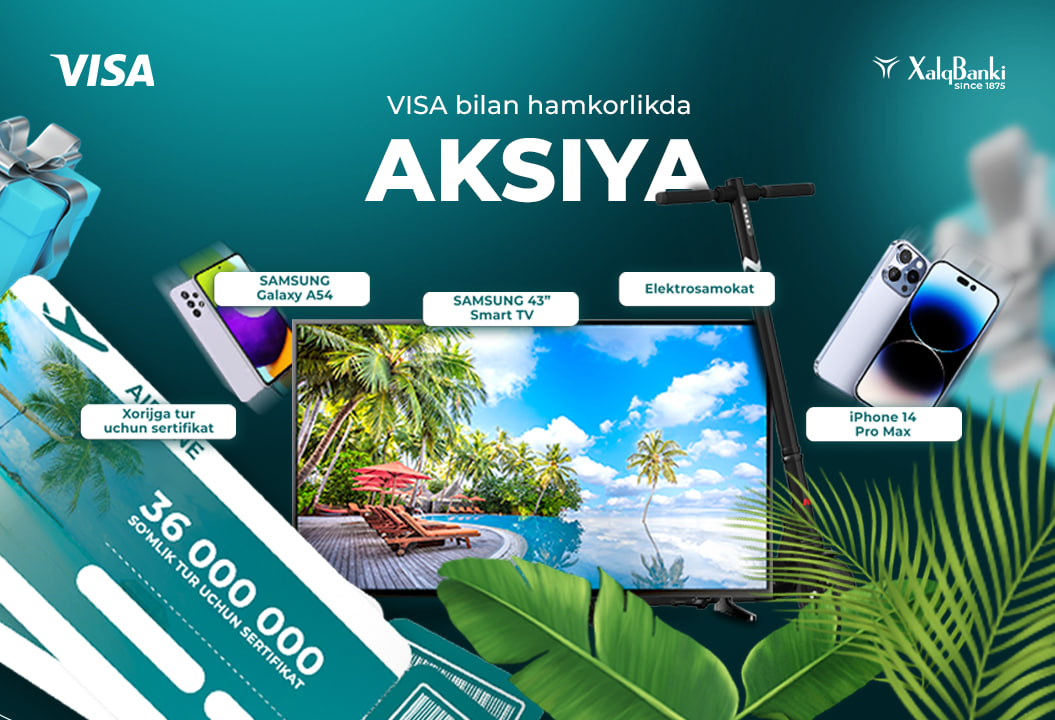 VISA
XalqBanki
since 1875
VISA bilan hamkorlikda
AKSIYA
SAMSUNG
Galaxy A54
SAMSUNG 43”
Smart TV
Elektrosamokat
iPhone 14
Pro Max
Xorijga tur
uchun sertifikat
36 000 000
SO'MLIK TUR UCHUN SERTIFIKAT